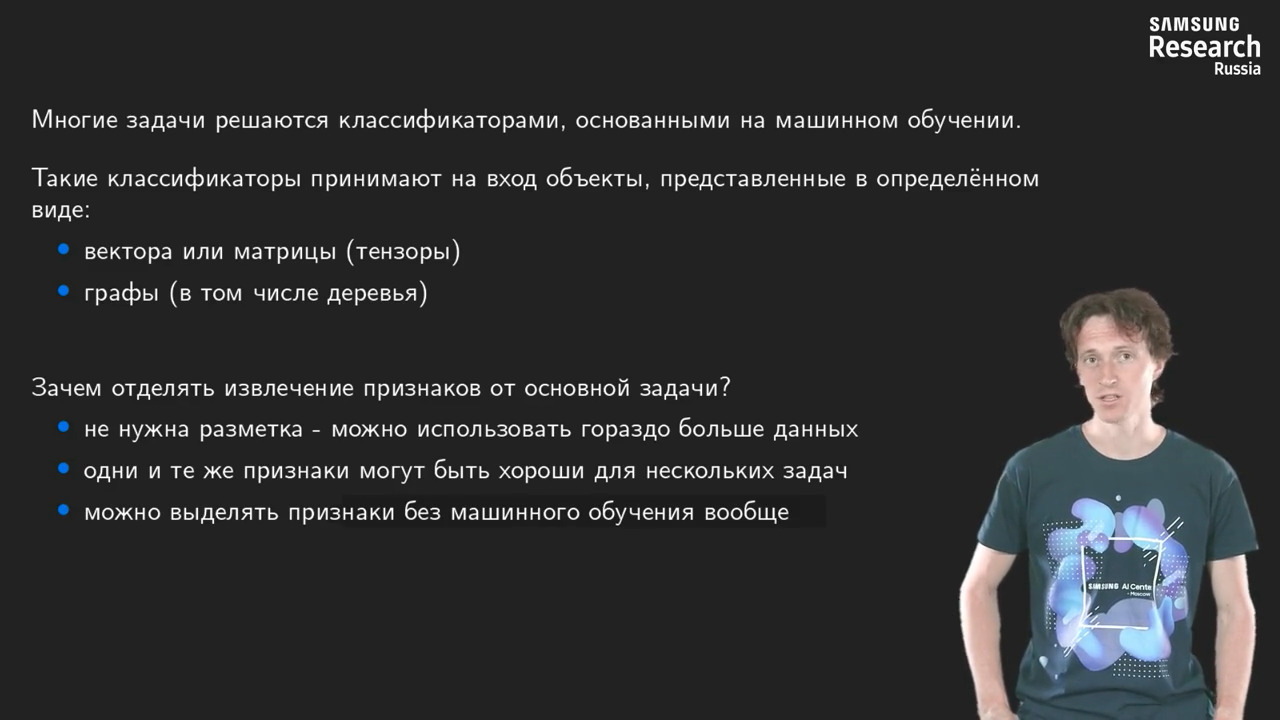 SAMSUNG
Research
Russia
Многие задачи решаются классификаторами, основанными на машинном обучении.
Такие классификаторы принимают на вход объекты, представленные в определённом
виде:
вектора или матрицы (тензоры)
графы (в том числе деревья)
Зачем отделять извлечение признаков от основной задачи?
не нужна разметка - можно использовать гораздо больше данных
одни и те же признаки могут быть хороши для нескольких задач
можно выделять признаки без машинного обучения вообще
SAMSUNG AI Cente
- Moscow